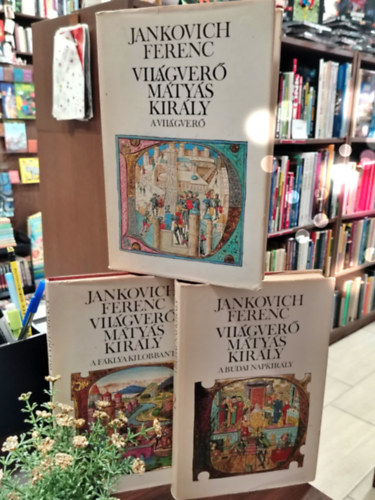 JANKOVICH
FERENC
VILÁGVERŐ
MÁTYÁS
KIRÁLY
A VILÁGVERŐ
JANKOVICH
FERENC
VILÁGVERŐ
MÁTYÁS
KIRÁLY
A FÁKLYA KILOBBANT
JANKOVICH
FERENC
VILÁGVERŐ
MÁTYÁS
KIRÁLY
A BUDAI NAPKIRÁLY